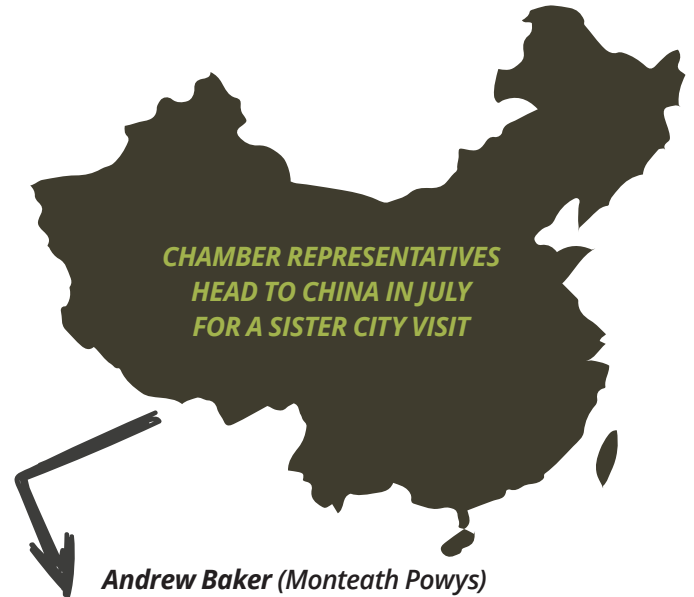 CHAMBER REPRESENTATIVES
HEAD TO CHINA IN JULY
FOR A SISTER CITY VISIT
Andrew Baker (Monteath Powys)